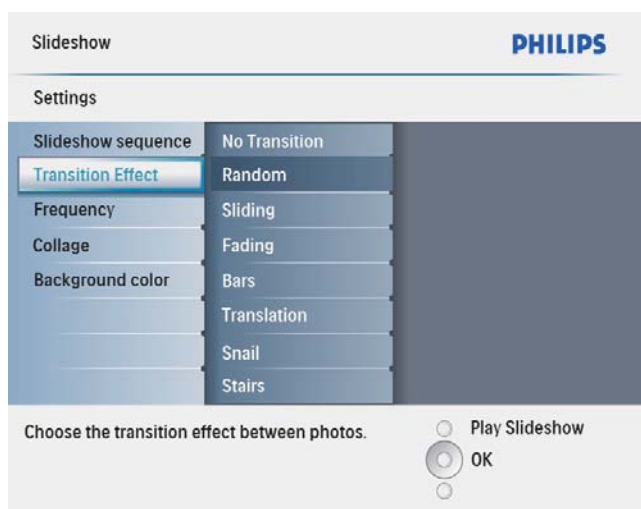 Slideshow
PHILIPS
Settings
Slideshow sequence
Transition Effect
Frequency
Collage
Background color
No Transition
Random
Sliding
Fading
Bars
Translation
Snail
Stairs
Choose the transition effect between photos.
Play Slideshow
OK